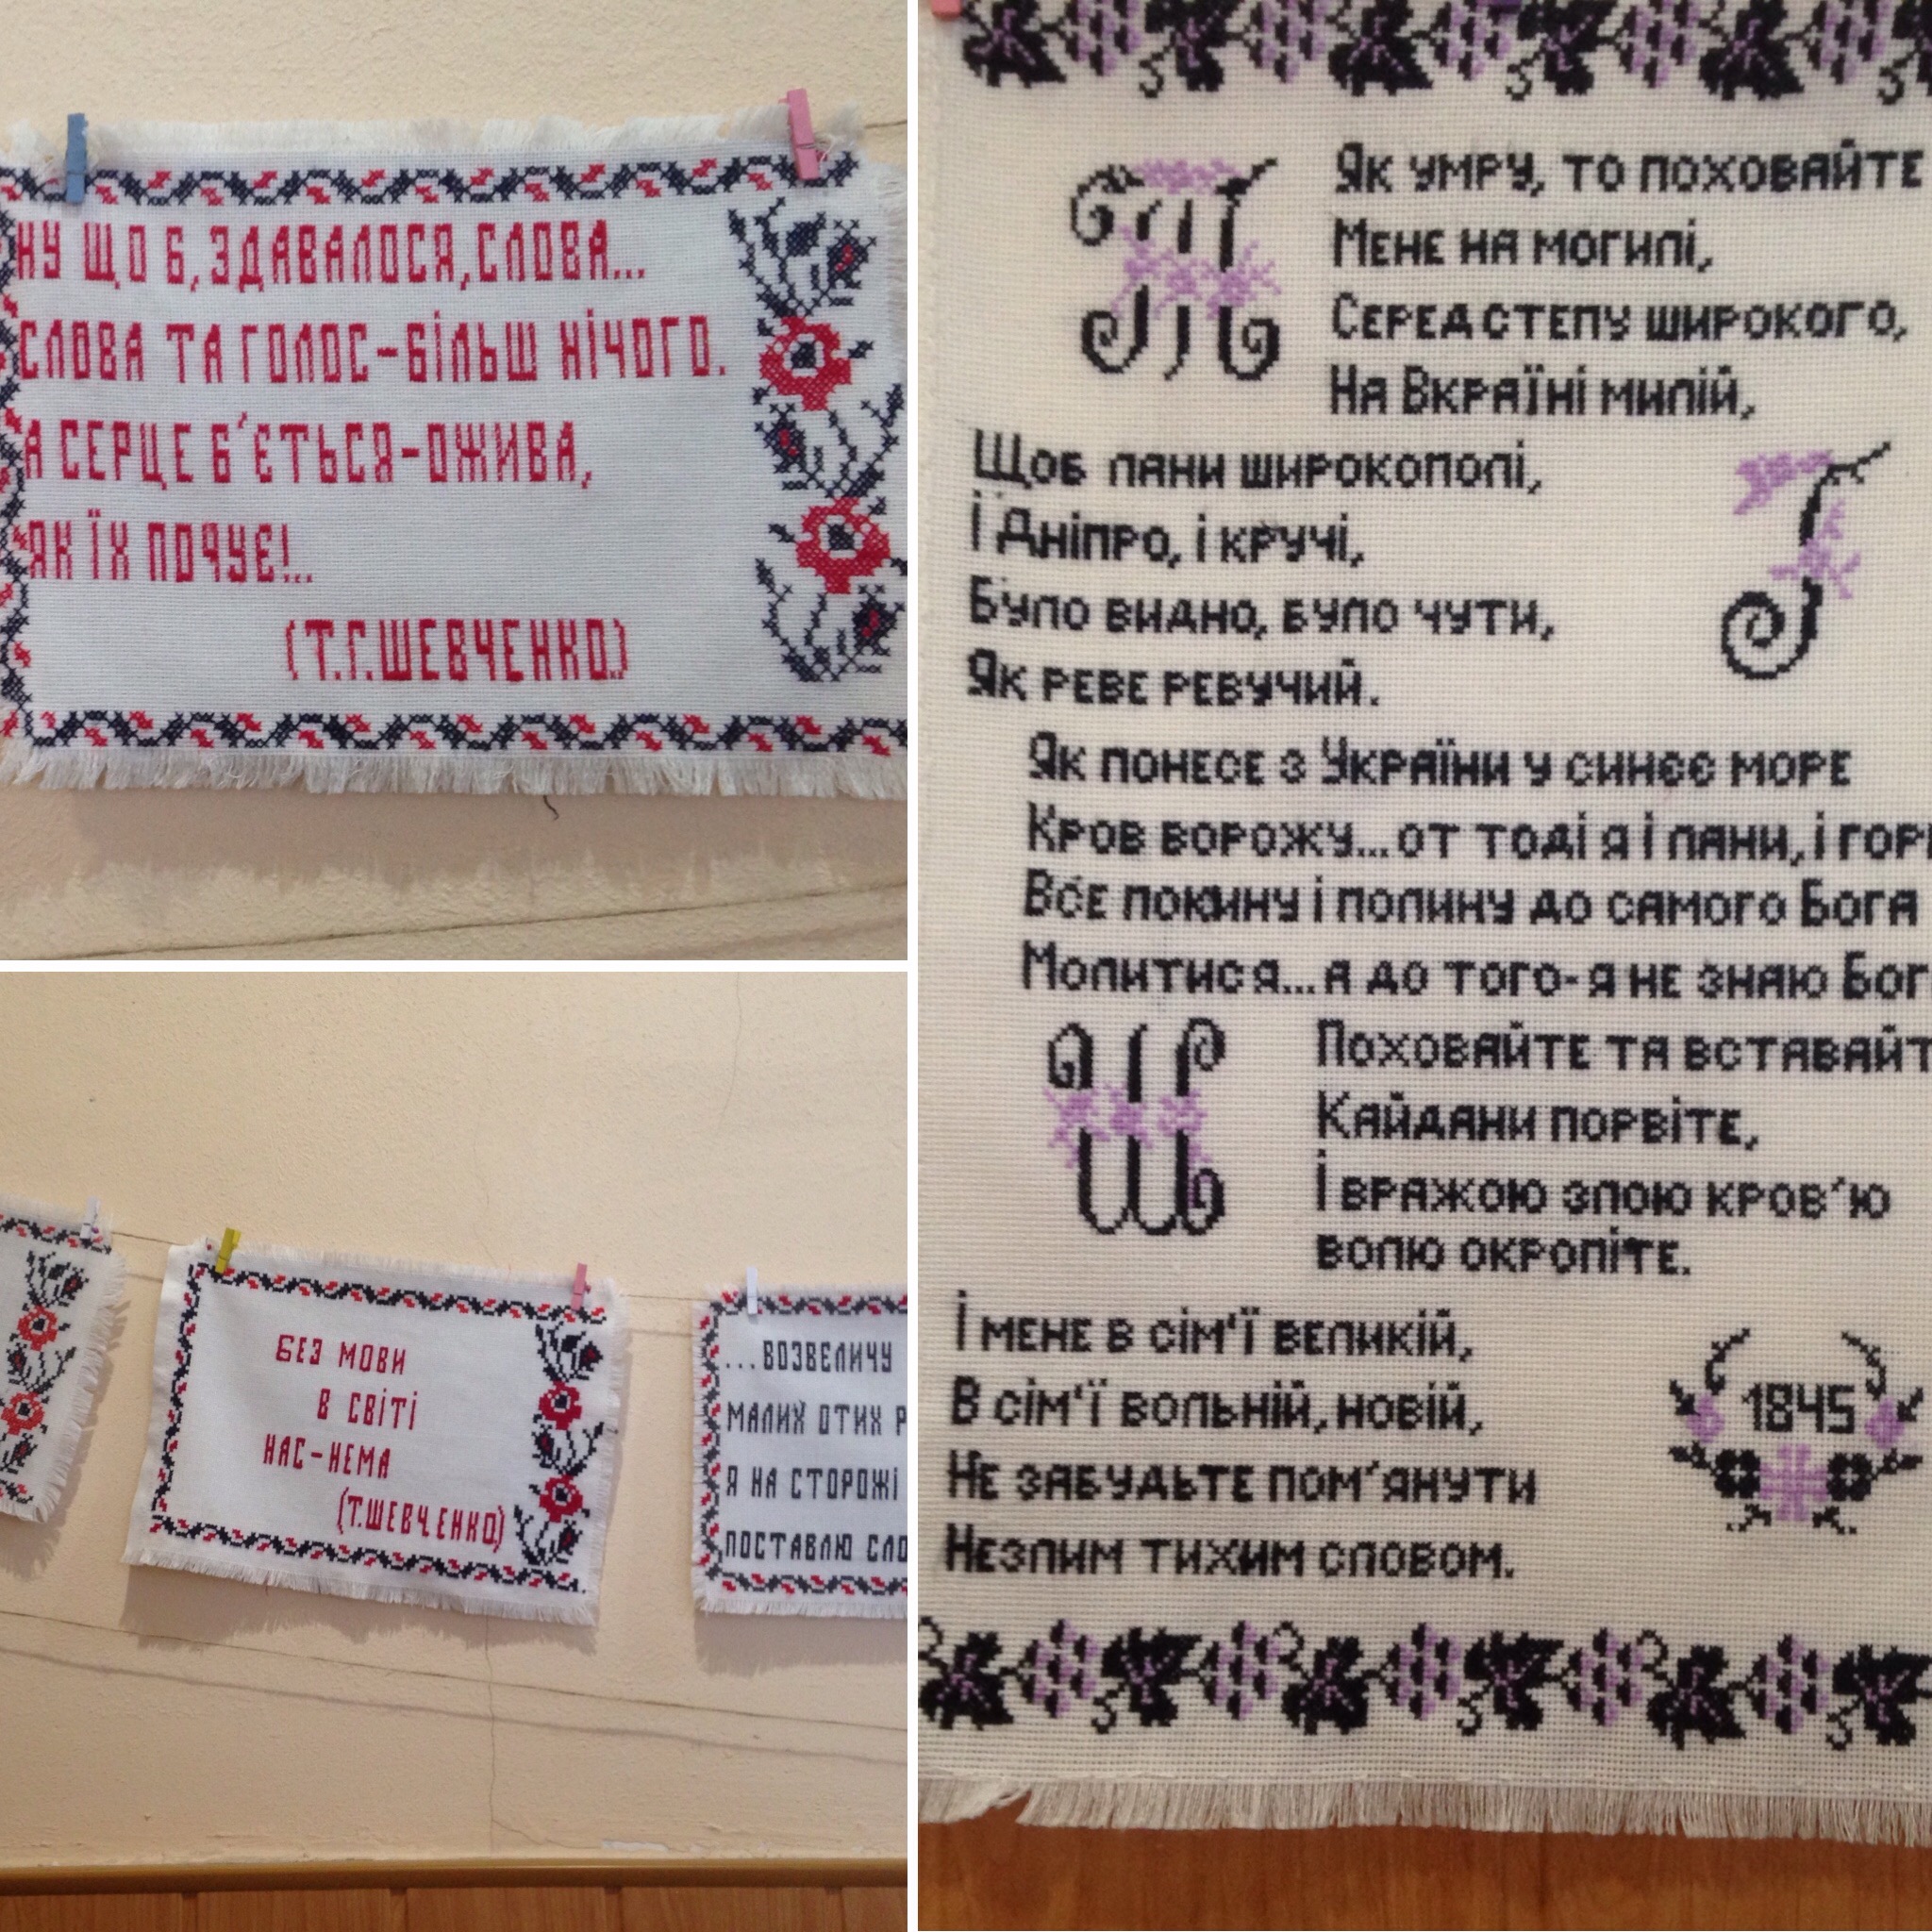 НУ ЩО Б, ЗДАВАЛОСЯ, СЛОВА...
СЛОВА ТА ГОЛОС-БІЛЬШ НІЧОГО.
А СЕРЦЕ Б'ЄТЬСЯ-ОЖИВА,
ЯК ЇХ ПОЧУЄ!..
(Т.Г.ШЕВЧЕНКО.)
БЕЗ МОВИ
В СВІТІ
НАС-НЕМА
(Т.ШЕВЧЕНКО)
...ВОЗВЕЛИЧУ
МАЛИХ ОТИХ
Я НА СТОРОЖІ
ПОСТАВЛЮ
Т
Як умру, то поховайте
Мене на могилі,
Серед степу широкого,
На Вкраїні милій,
Щоб лани широкополі,
І Дніпро, і кручі,
Було видно, було чути,
Як реве ревучий.
Г
Як понесе з України у синєє море
Кров ворожу...от тоді я і лани, і гори
Все покину і полину до самого Бога
Молитися...а до того-я не знаю
Ш
Поховайте та
Кайдани порвіте,
І вражою злою кров'ю
волю окропіте.
І мене в сім'ї великій,
В сім'ї вольній, новій,
Не забудьте пом'янути
Незлим тихим словом.
1845